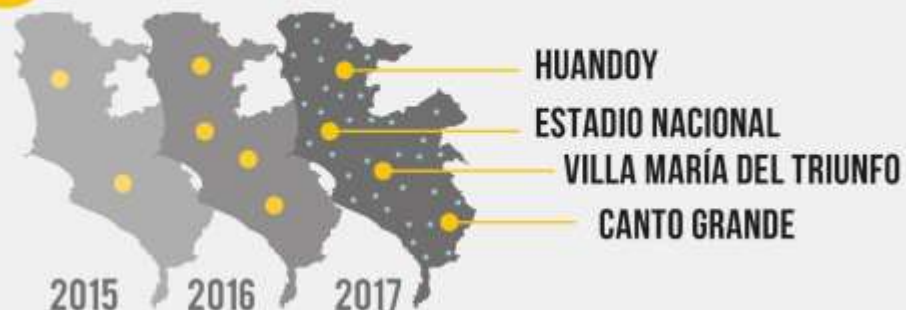 HUANDOY
ESTADIO NACIONAL
VILLA MARÍA DEL TRIUNFO
CANTO GRANDE
2015
2016
2017